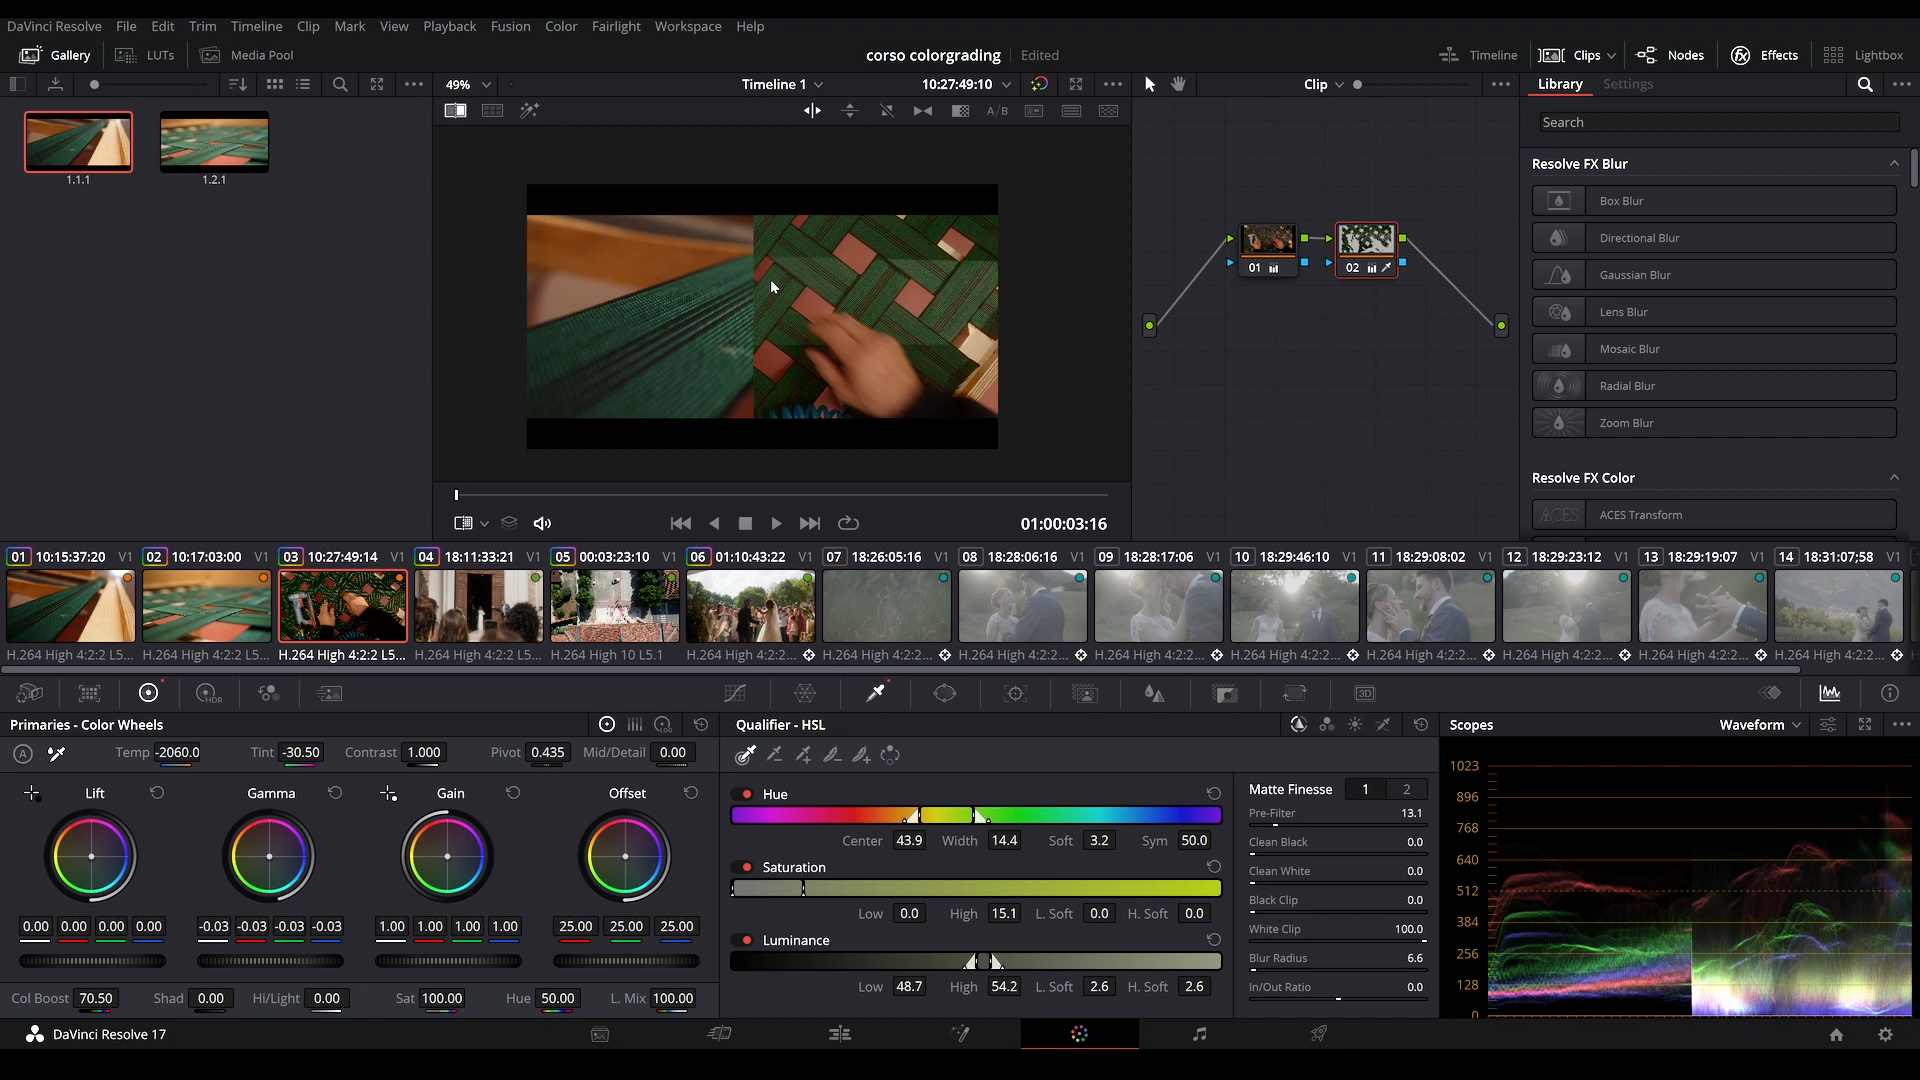 DaVinci Resolve File Edit Trim Timeline Clip Mark View Playback Fusion Color Fairlight Workspace Help
Gallery LUTs Media Pool corso colorgrading Edited Timeline Clips Nodes Effects Lightbox
49% Timeline 1 10:27:49:10 Clip Library Settings
A/B
Search
1.1.1 1.2.1
Resolve FX Blur
Box Blur
Directional Blur
Gaussian Blur
Lens Blur
Mosaic Blur
Radial Blur
Zoom Blur
01 02
Resolve FX Color
ACES ACES Transform
01:00:03:16
01 10:15:37:20 V1 02 10:17:03:00 V1 03 10:27:49:14 V1 04 18:11:33:21 V1 05 00:03:23:10 V1 06 01:10:43:22 V1 07 18:26:05:16 V1 08 18:28:06:16 V1 09 18:28:17:06 V1 10 18:29:46:10 V1 11 18:29:08:02 V1 12 18:29:23:12 V1 13 18:29:19:07 V1 14 18:31:07;58 V1
H.264 High 4:2:2 L5... H.264 High 4:2:2 L5... H.264 High 4:2:2 L5... H.264 High 4:2:2 L5... H.264 High 10 L5.1 H.264 High 4:2:2... H.264 High 4:2:2... H.264 High 4:2:2... H.264 High 4:2:2... H.264 High 4:2:2... H.264 High 4:2:2... H.264 High 4:2:2... H.264 High 4:2:2... H.264 High 4:2:2...
HDR 3D
Primaries - Color Wheels LOG Qualifier - HSL Scopes Waveform
A Temp -2060.0 Tint -30.50 Contrast 1.000 Pivot 0.435 Mid/Detail 0.00
Lift Gamma Gain Offset
0.00 0.00 0.00 0.00 -0.03 -0.03 -0.03 -0.03 1.00 1.00 1.00 1.00 25.00 25.00 25.00
Col Boost 70.50 Shad 0.00 Hi/Light 0.00 Sat 100.00 Hue 50.00 L. Mix 100.00
Hue
Center 43.9 Width 14.4 Soft 3.2 Sym 50.0
Saturation
Low 0.0 High 15.1 L. Soft 0.0 H. Soft 0.0
Luminance
Low 48.7 High 54.2 L. Soft 2.6 H. Soft 2.6
Matte Finesse 1 2
Pre-Filter 13.1
Clean Black 0.0
Clean White 0.0
Black Clip 0.0
White Clip 100.0
Blur Radius 6.6
In/Out Ratio 0.0
1023
896
768
640
512
384
256
128
0
DaVinci Resolve 17